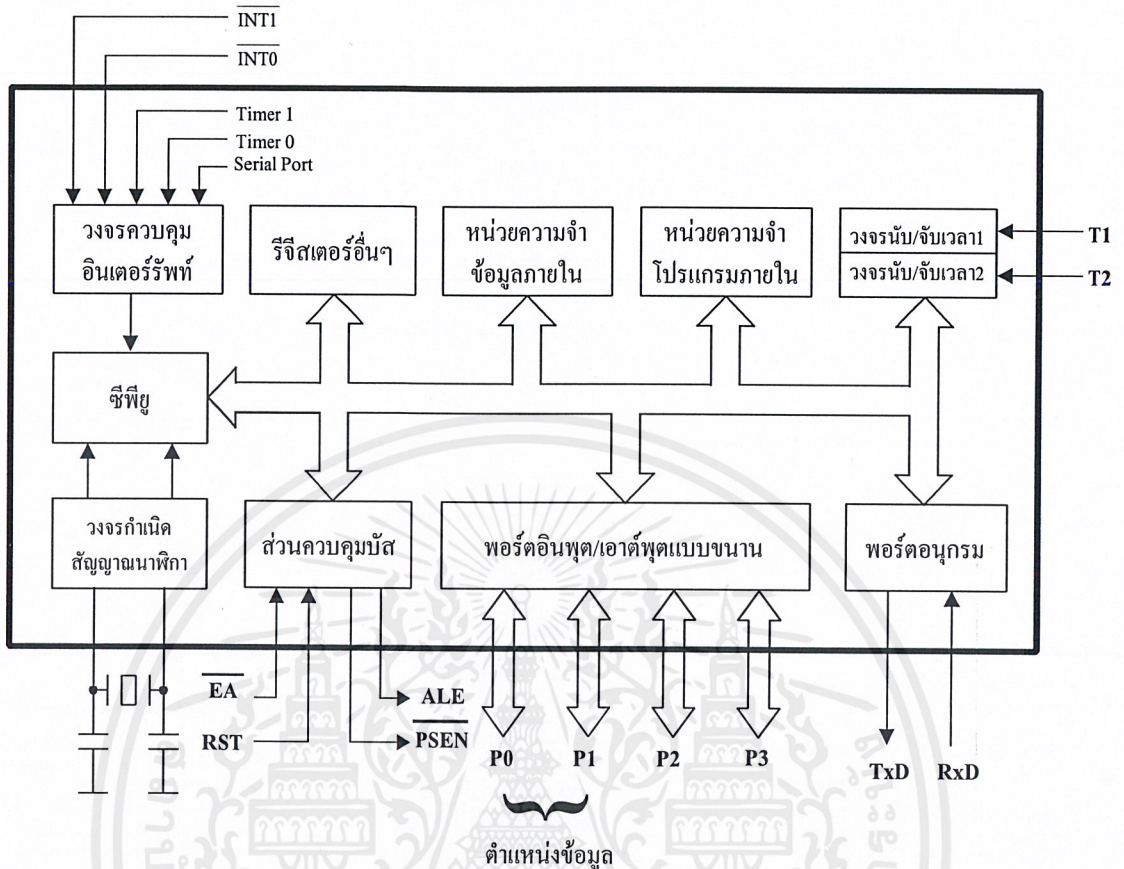 INT1
INT0
Timer 1
Timer 0
Serial Port
วงจรควบคุม
อินเตอร์รัพท์
รีจีสเตอร์อื่นๆ
หน่วยความจำ
ข้อมูลภายใน
หน่วยความจำ
โปรแกรมภายใน
วงจรนับ/จับเวลา1
วงจรนับ/จับเวลา2
T1
T2
ซีพียู
วงจรกำเนิด
สัญญาณนาฬิกา
ส่วนควบคุมบัส
พอร์ตอินพุต/เอาต์พุตแบบขนาน
พอร์ตอนุกรม
EA
RST
ALE
PSEN
P0
P1
P2
P3
TxD
RxD
ตำแหน่งข้อมูล